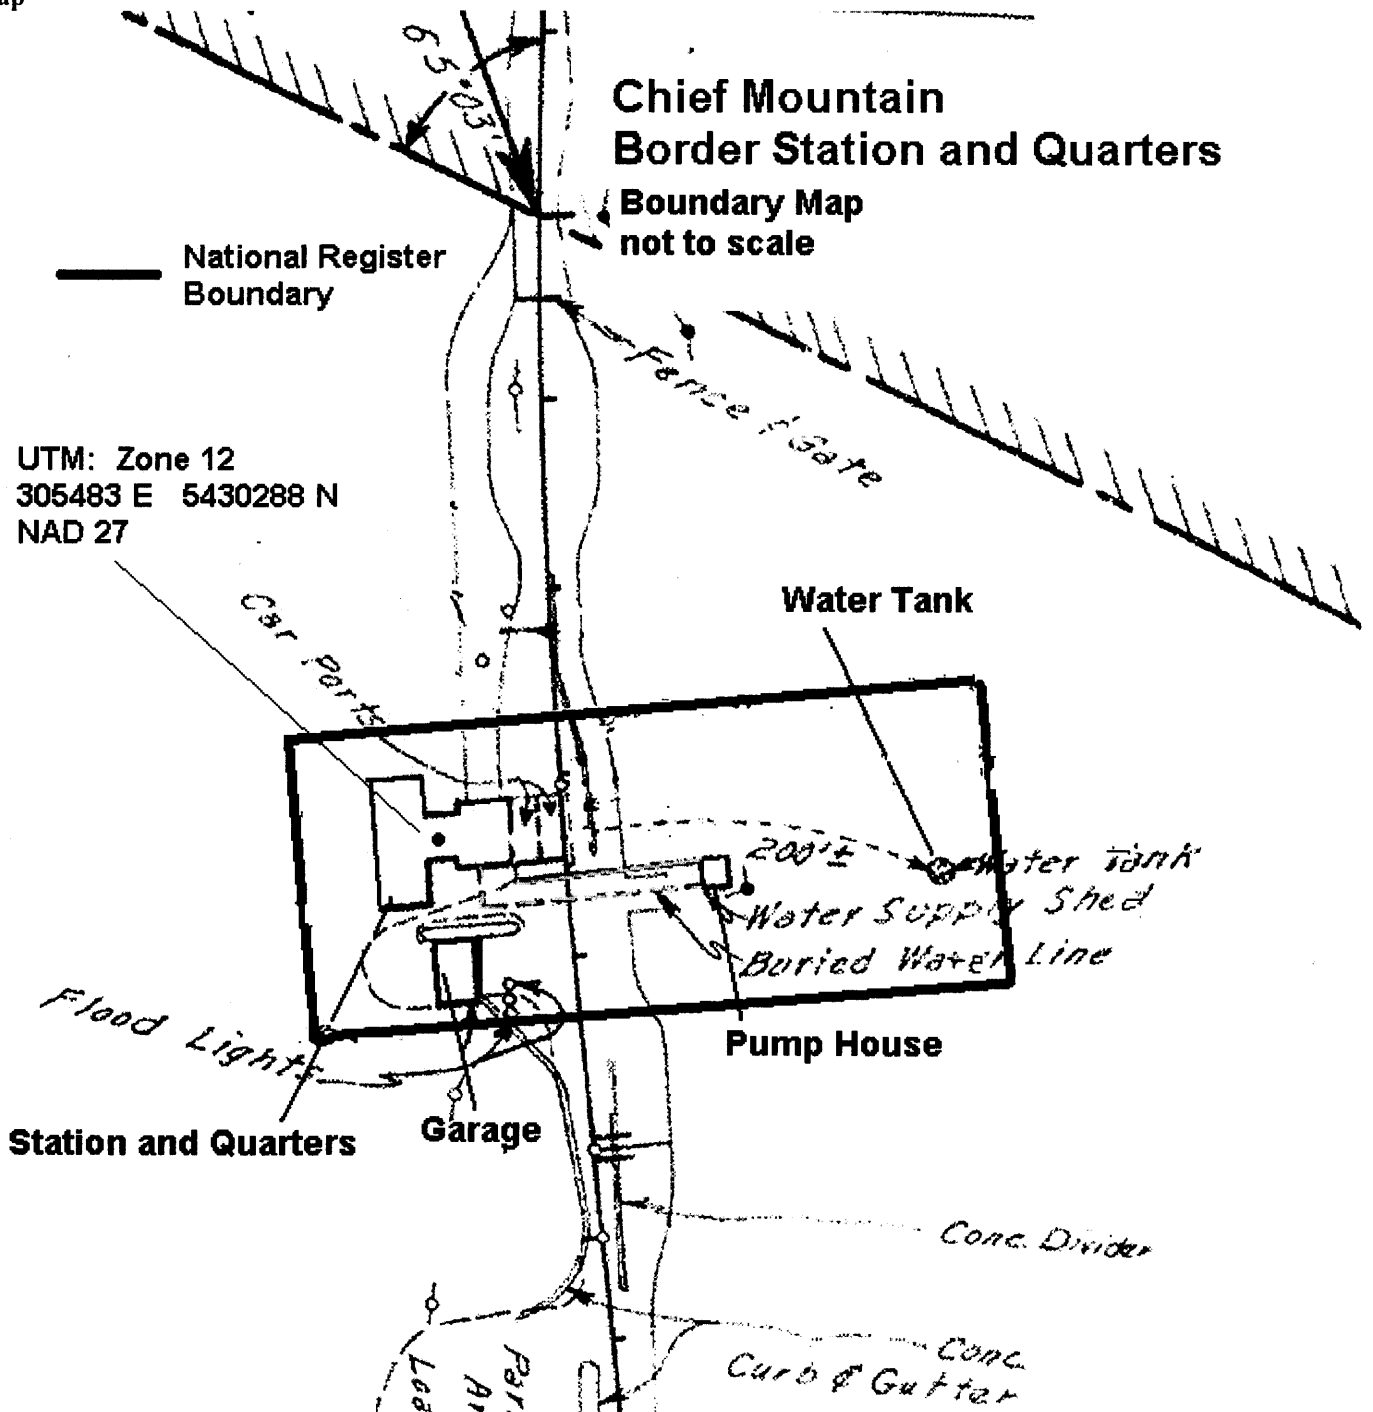 65°03'
Chief Mountain
Border Station and Quarters
Boundary Map
not to scale
National Register
Boundary
Fence & Gate
UTM: Zone 12
305483 E 5430288 N
NAD 27
Car Ports
Water Tank
200'±
Water Tank
Water Supply Shed
Buried Water Line
Flood Lights
Pump House
Station and Quarters
Garage
Conc. Divider
Conc.
Curb & Gutter